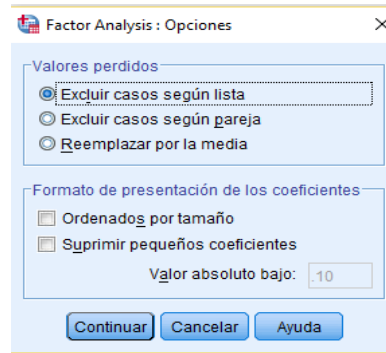 Factor Analysis : Opciones
Valores perdidos
Excluir casos según lista
Excluir casos según pareja
Reemplazar por la media
Formato de presentación de los coeficientes
Ordenados por tamaño
Suprimir pequeños coeficientes
Valor absoluto bajo: .10
Continuar Cancelar Ayuda